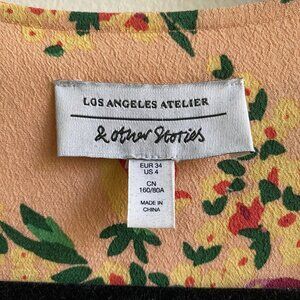 LOS ANGELES ATELIER
& other Stories
EUR 34
US 4
CN
160/80A
MADE IN
CHINA